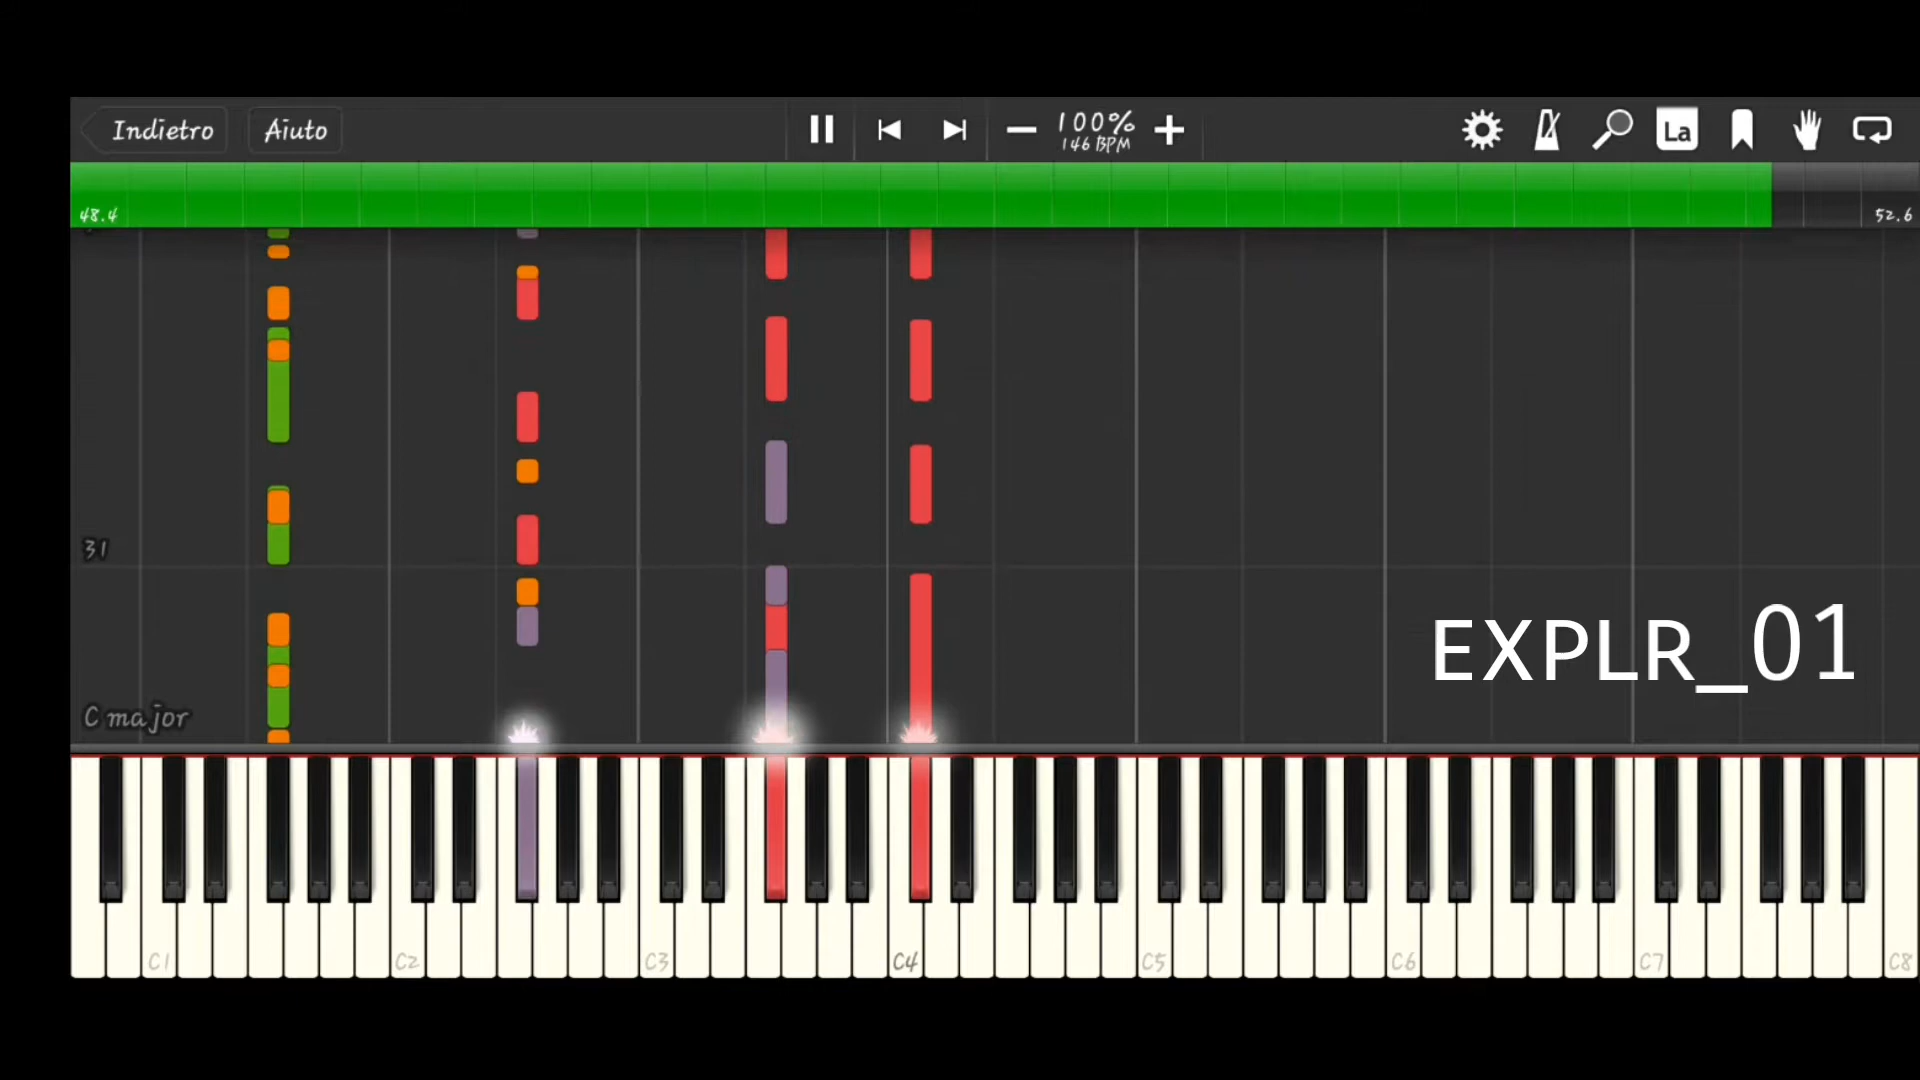 Indietro Aiuto 100% La
146 BPM
48.4 52.6
31
EXPLR_01
C major
C1 C2 C3 C4 C5 C6 C7 C8